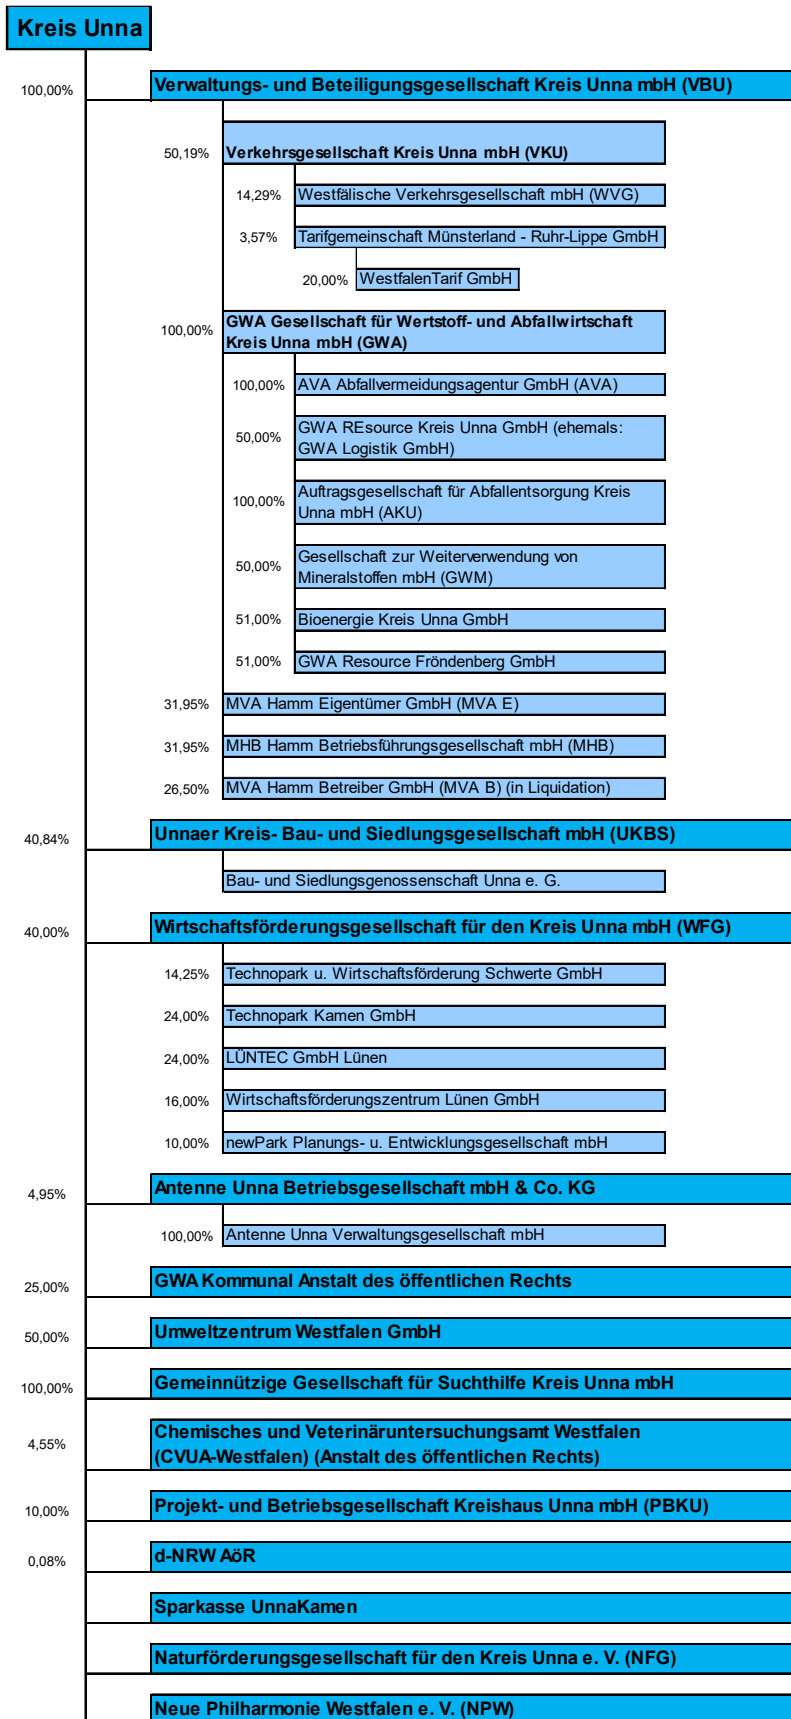 Kreis Unna
100,00% Verwaltungs- und Beteiligungsgesellschaft Kreis Unna mbH (VBU)
50,19% Verkehrsgesellschaft Kreis Unna mbH (VKU)
14,29% Westfälische Verkehrsgesellschaft mbH (WVG)
3,57% Tarifgemeinschaft Münsterland - Ruhr-Lippe GmbH
20,00% WestfalenTarif GmbH
100,00% GWA Gesellschaft für Wertstoff- und Abfallwirtschaft
Kreis Unna mbH (GWA)
100,00% AVA Abfallvermeidungsagentur GmbH (AVA)
50,00% GWA REsource Kreis Unna GmbH (ehemals:
GWA Logistik GmbH)
100,00% Auftragsgesellschaft für Abfallentsorgung Kreis
Unna mbH (AKU)
50,00% Gesellschaft zur Weiterverwendung von
Mineralstoffen mbH (GWM)
51,00% Bioenergie Kreis Unna GmbH
51,00% GWA Resource Fröndenberg GmbH
31,95% MVA Hamm Eigentümer GmbH (MVA E)
31,95% MHB Hamm Betriebsführungsgesellschaft mbH (MHB)
26,50% MVA Hamm Betreiber GmbH (MVA B) (in Liquidation)
40,84% Unnaer Kreis- Bau- und Siedlungsgesellschaft mbH (UKBS)
Bau- und Siedlungsgenossenschaft Unna e. G.
40,00% Wirtschaftsförderungsgesellschaft für den Kreis Unna mbH (WFG)
14,25% Technopark u. Wirtschaftsförderung Schwerte GmbH
24,00% Technopark Kamen GmbH
24,00% LÜNTEC GmbH Lünen
16,00% Wirtschaftsförderungszentrum Lünen GmbH
10,00% newPark Planungs- u. Entwicklungsgesellschaft mbH
4,95% Antenne Unna Betriebsgesellschaft mbH & Co. KG
100,00% Antenne Unna Verwaltungsgesellschaft mbH
25,00% GWA Kommunal Anstalt des öffentlichen Rechts
50,00% Umweltzentrum Westfalen GmbH
100,00% Gemeinnützige Gesellschaft für Suchthilfe Kreis Unna mbH
4,55% Chemisches und Veterinäruntersuchungsamt Westfalen
(CVUA-Westfalen) (Anstalt des öffentlichen Rechts)
10,00% Projekt- und Betriebsgesellschaft Kreishaus Unna mbH (PBKU)
0,08% d-NRW AöR
Sparkasse UnnaKamen
Naturförderungsgesellschaft für den Kreis Unna e. V. (NFG)
Neue Philharmonie Westfalen e. V. (NPW)